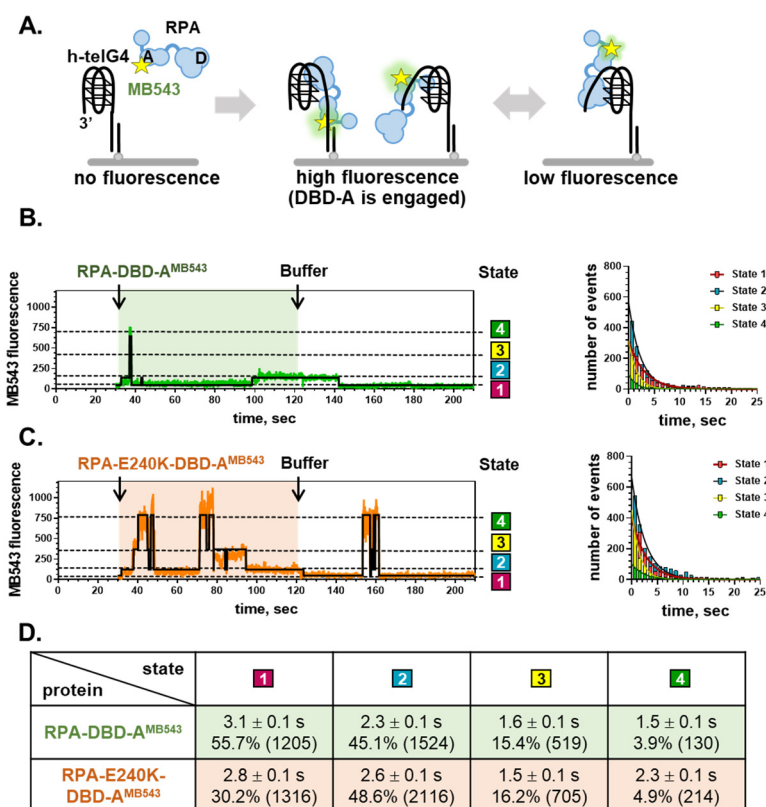 A.
RPA
h-telG4
A
D
MB543
3’
no fluorescence
high fluorescence
(DBD-A is engaged)
low fluorescence
B.
RPA-DBD-A^MB543
Buffer
State
MB543 fluorescence
1000
750
500
250
0
4
3
2
1
0 20 40 60 80 100 120 140 160 180 200
time, sec
number of events
800
600
400
200
0
State 1
State 2
State 3
State 4
0 5 10 15 20 25
time, sec
C.
RPA-E240K-DBD-A^MB543
Buffer
State
MB543 fluorescence
1000
750
500
250
0
4
3
2
1
0 20 40 60 80 100 120 140 160 180 200
time, sec
number of events
800
600
400
200
0
State 1
State 2
State 3
State 4
0 5 10 15 20 25
time, sec
D.
state
protein
1 2 3 4
RPA-DBD-A^MB543
3.1 ± 0.1 s 2.3 ± 0.1 s 1.6 ± 0.1 s 1.5 ± 0.1 s
55.7% (1205) 45.1% (1524) 15.4% (519) 3.9% (130)
RPA-E240K-
DBD-A^MB543
2.8 ± 0.1 s 2.6 ± 0.1 s 1.5 ± 0.1 s 2.3 ± 0.1 s
30.2% (1316) 48.6% (2116) 16.2% (705) 4.9% (214)